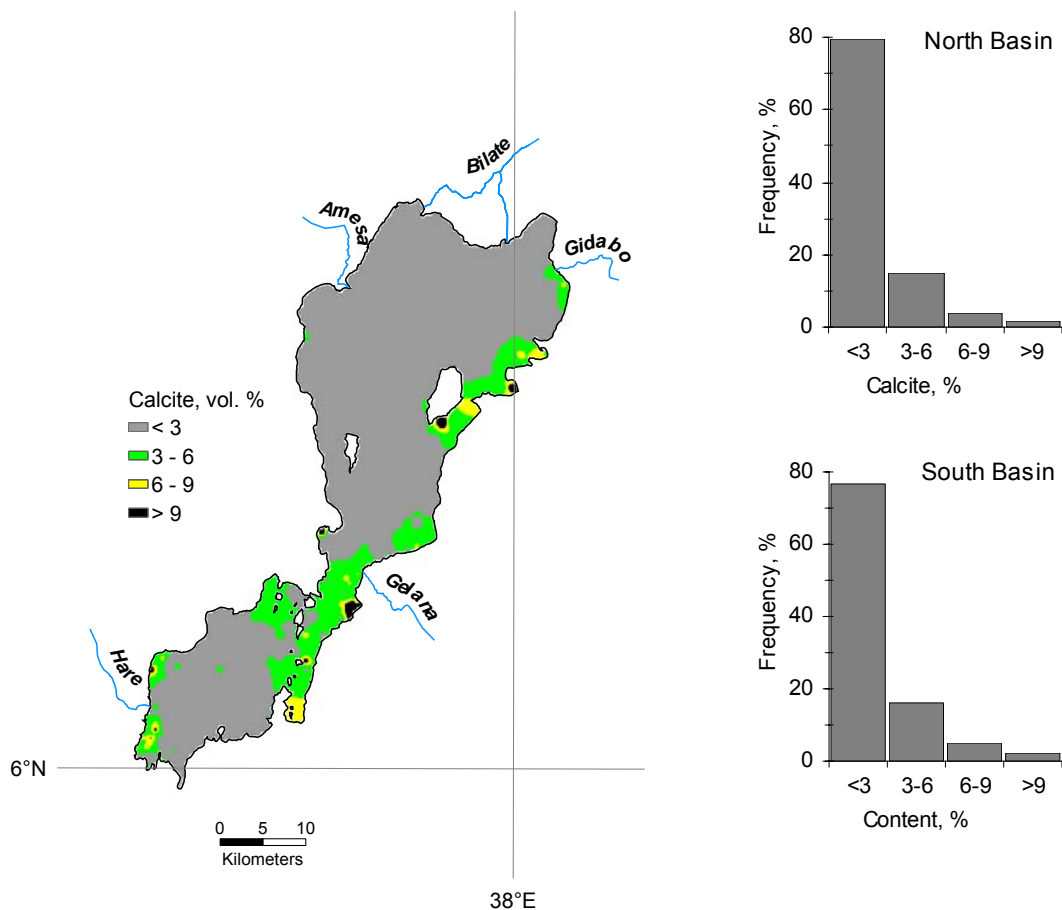 Bilate
Amesa
Gidabo
Calcite, vol. %
< 3
3 - 6
6 - 9
> 9
Gelana
Hare
6°N
0 5 10
Kilometers
38°E
North Basin
Frequency, %
80
60
40
20
0
<3 3-6 6-9 >9
Calcite, %
South Basin
Frequency, %
80
60
40
20
0
<3 3-6 6-9 >9
Content, %